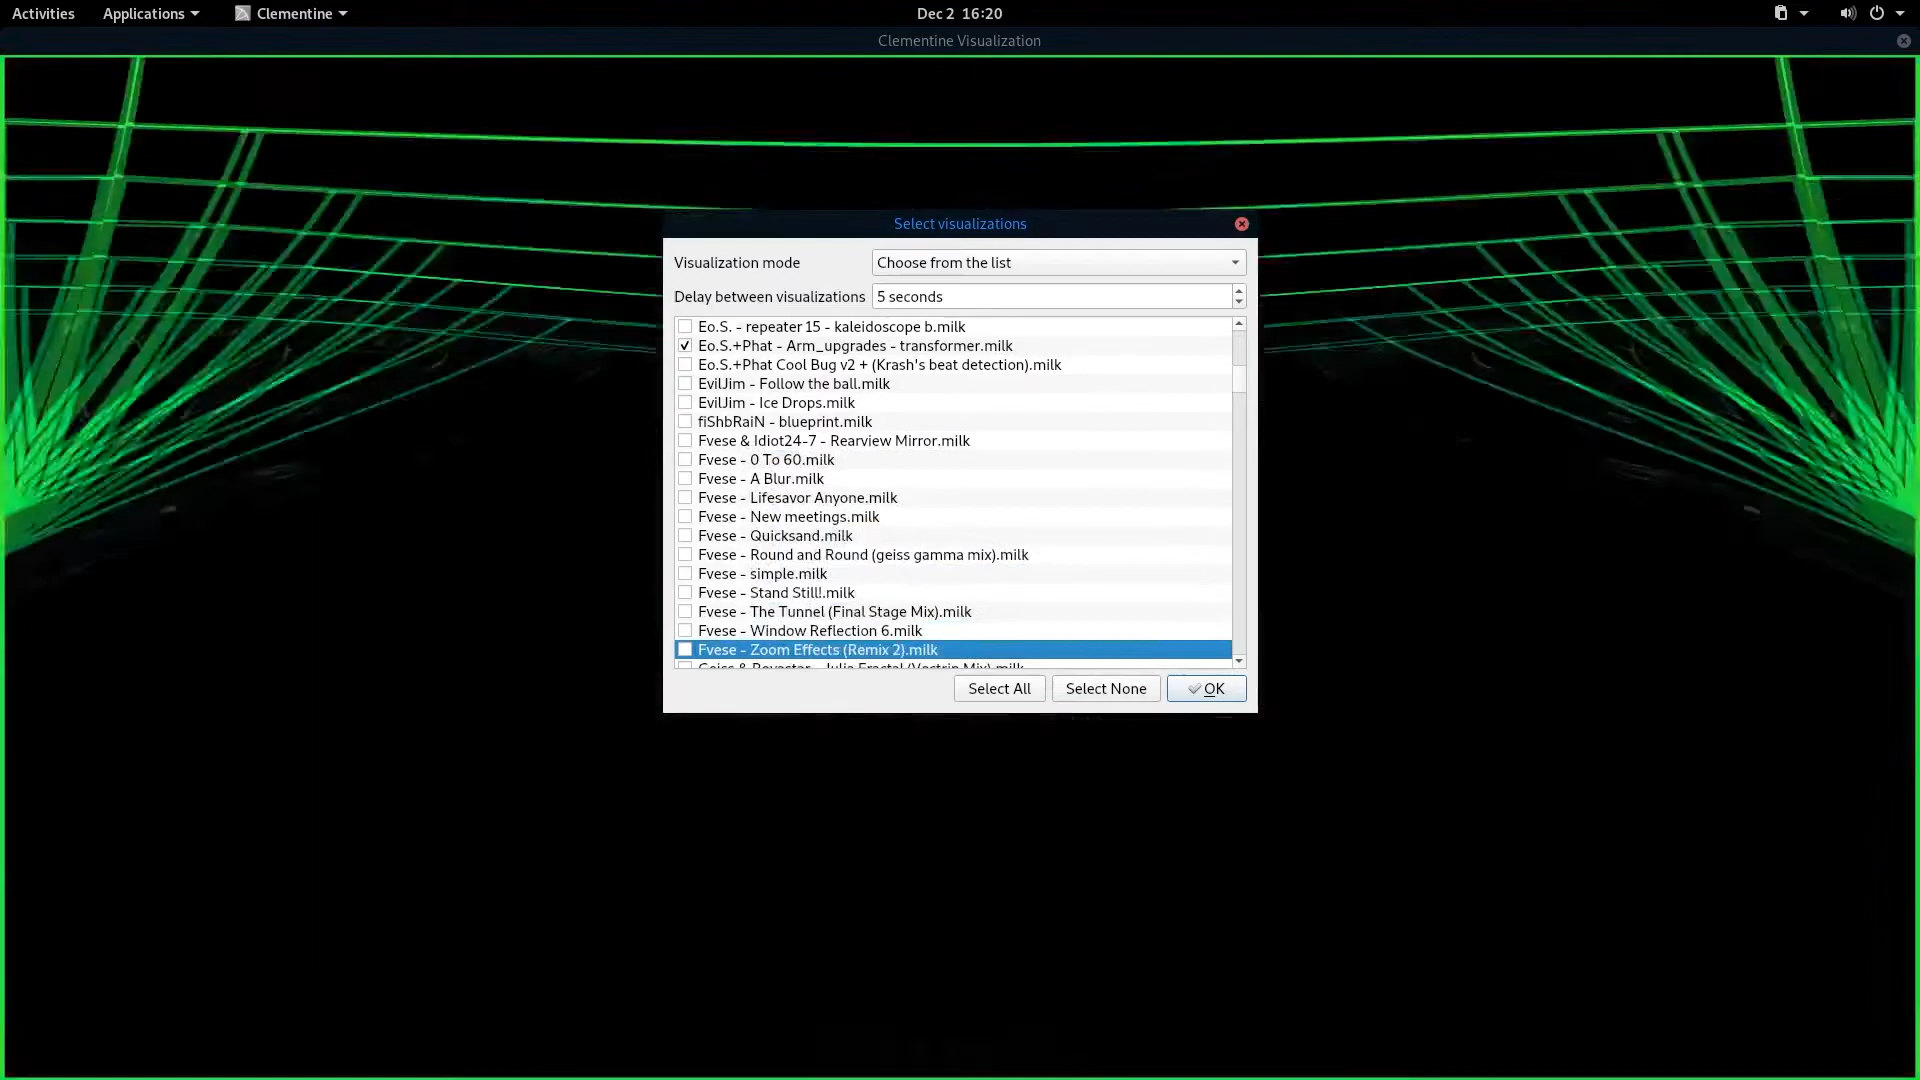 Activities Applications Clementine Dec 2 16:20
Clementine Visualization
Select visualizations
Visualization mode Choose from the list
Delay between visualizations 5 seconds
Eo.S. - repeater 15 - kaleidoscope b.milk
Eo.S.+Phat - Arm_upgrades - transformer.milk
Eo.S.+Phat Cool Bug v2 + (Krash's beat detection).milk
EvilJim - Follow the ball.milk
EvilJim - Ice Drops.milk
fiShbRaiN - blueprint.milk
Fvese & Idiot24-7 - Rearview Mirror.milk
Fvese - 0 To 60.milk
Fvese - A Blur.milk
Fvese - Lifesavor Anyone.milk
Fvese - New meetings.milk
Fvese - Quicksand.milk
Fvese - Round and Round (geiss gamma mix).milk
Fvese - simple.milk
Fvese - Stand Still!.milk
Fvese - The Tunnel (Final Stage Mix).milk
Fvese - Window Reflection 6.milk
Fvese - Zoom Effects (Remix 2).milk
Select All Select None OK